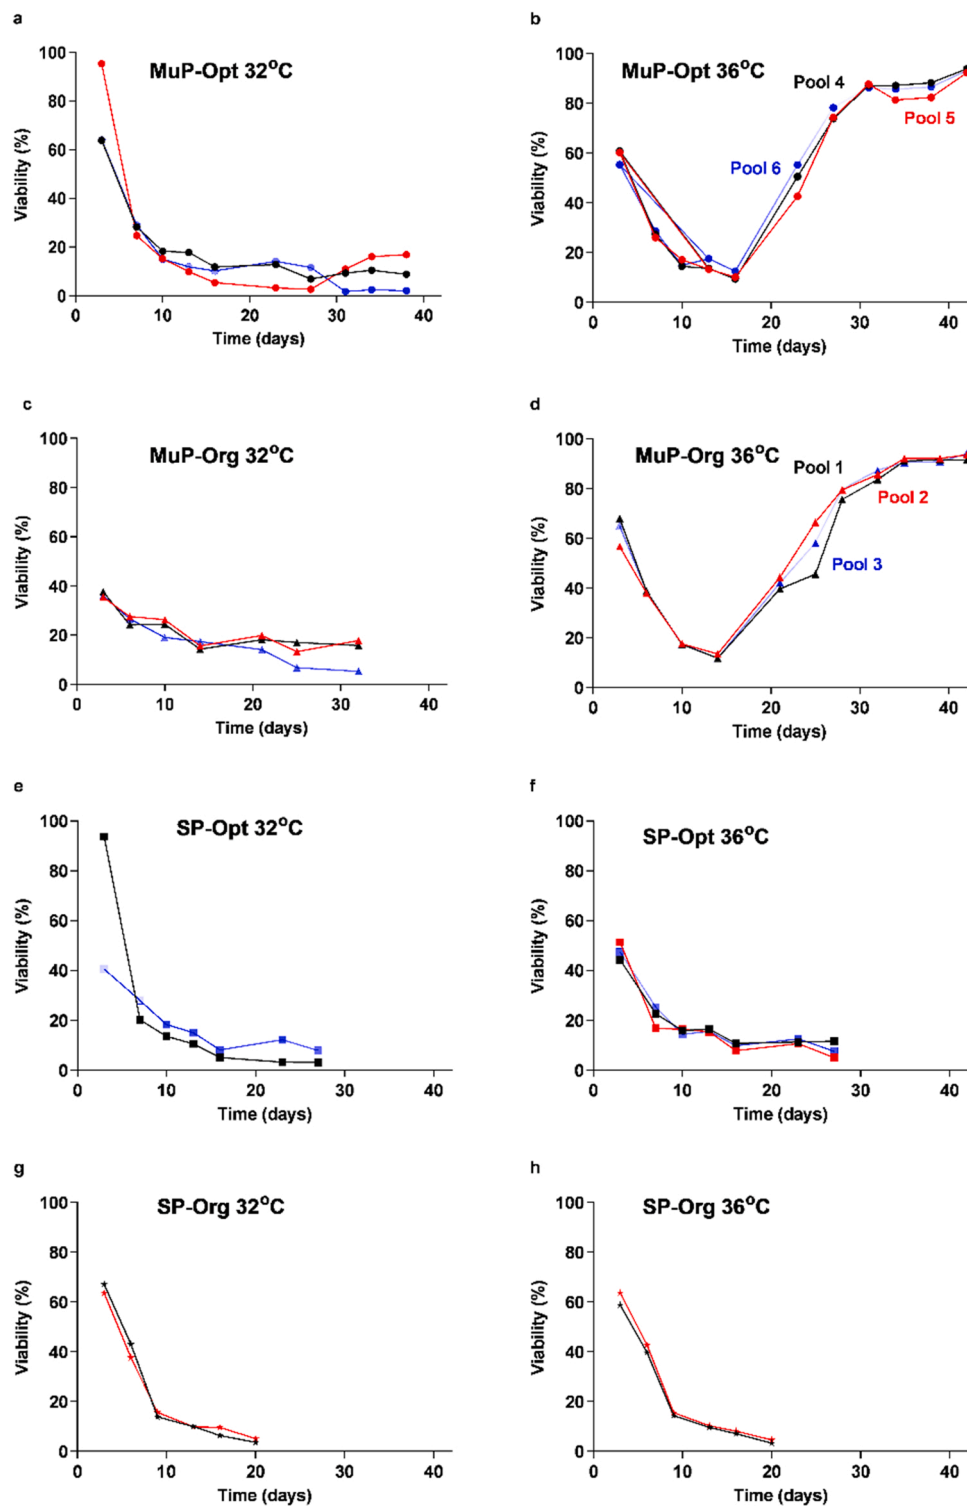 a
MuP-Opt 32°C
Viability (%)
100
80
60
40
20
0
0 10 20 30 40
Time (days)
b
MuP-Opt 36°C
Pool 4
Pool 5
Pool 6
Viability (%)
100
80
60
40
20
0
0 10 20 30 40
Time (days)
c
MuP-Org 32°C
Viability (%)
100
80
60
40
20
0
0 10 20 30 40
Time (days)
d
MuP-Org 36°C
Pool 1
Pool 2
Pool 3
Viability (%)
100
80
60
40
20
0
0 10 20 30 40
Time (days)
e
SP-Opt 32°C
Viability (%)
100
80
60
40
20
0
0 10 20 30 40
Time (days)
f
SP-Opt 36°C
Viability (%)
100
80
60
40
20
0
0 10 20 30 40
Time (days)
g
SP-Org 32°C
Viability (%)
100
80
60
40
20
0
0 10 20 30 40
Time (days)
h
SP-Org 36°C
Viability (%)
100
80
60
40
20
0
0 10 20 30 40
Time (days)